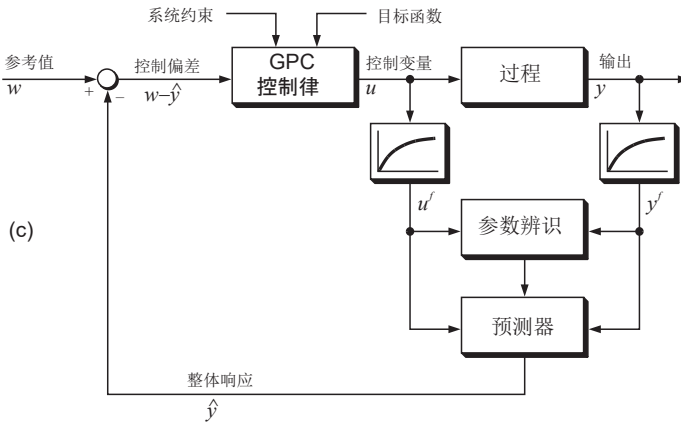 系统约束
目标函数
参考值
w
+
−
控制偏差
w–ŷ
GPC
控制律
控制变量
u
过程
输出
y
u^f
y^f
(c)
参数辨识
预测器
整体响应
ŷ